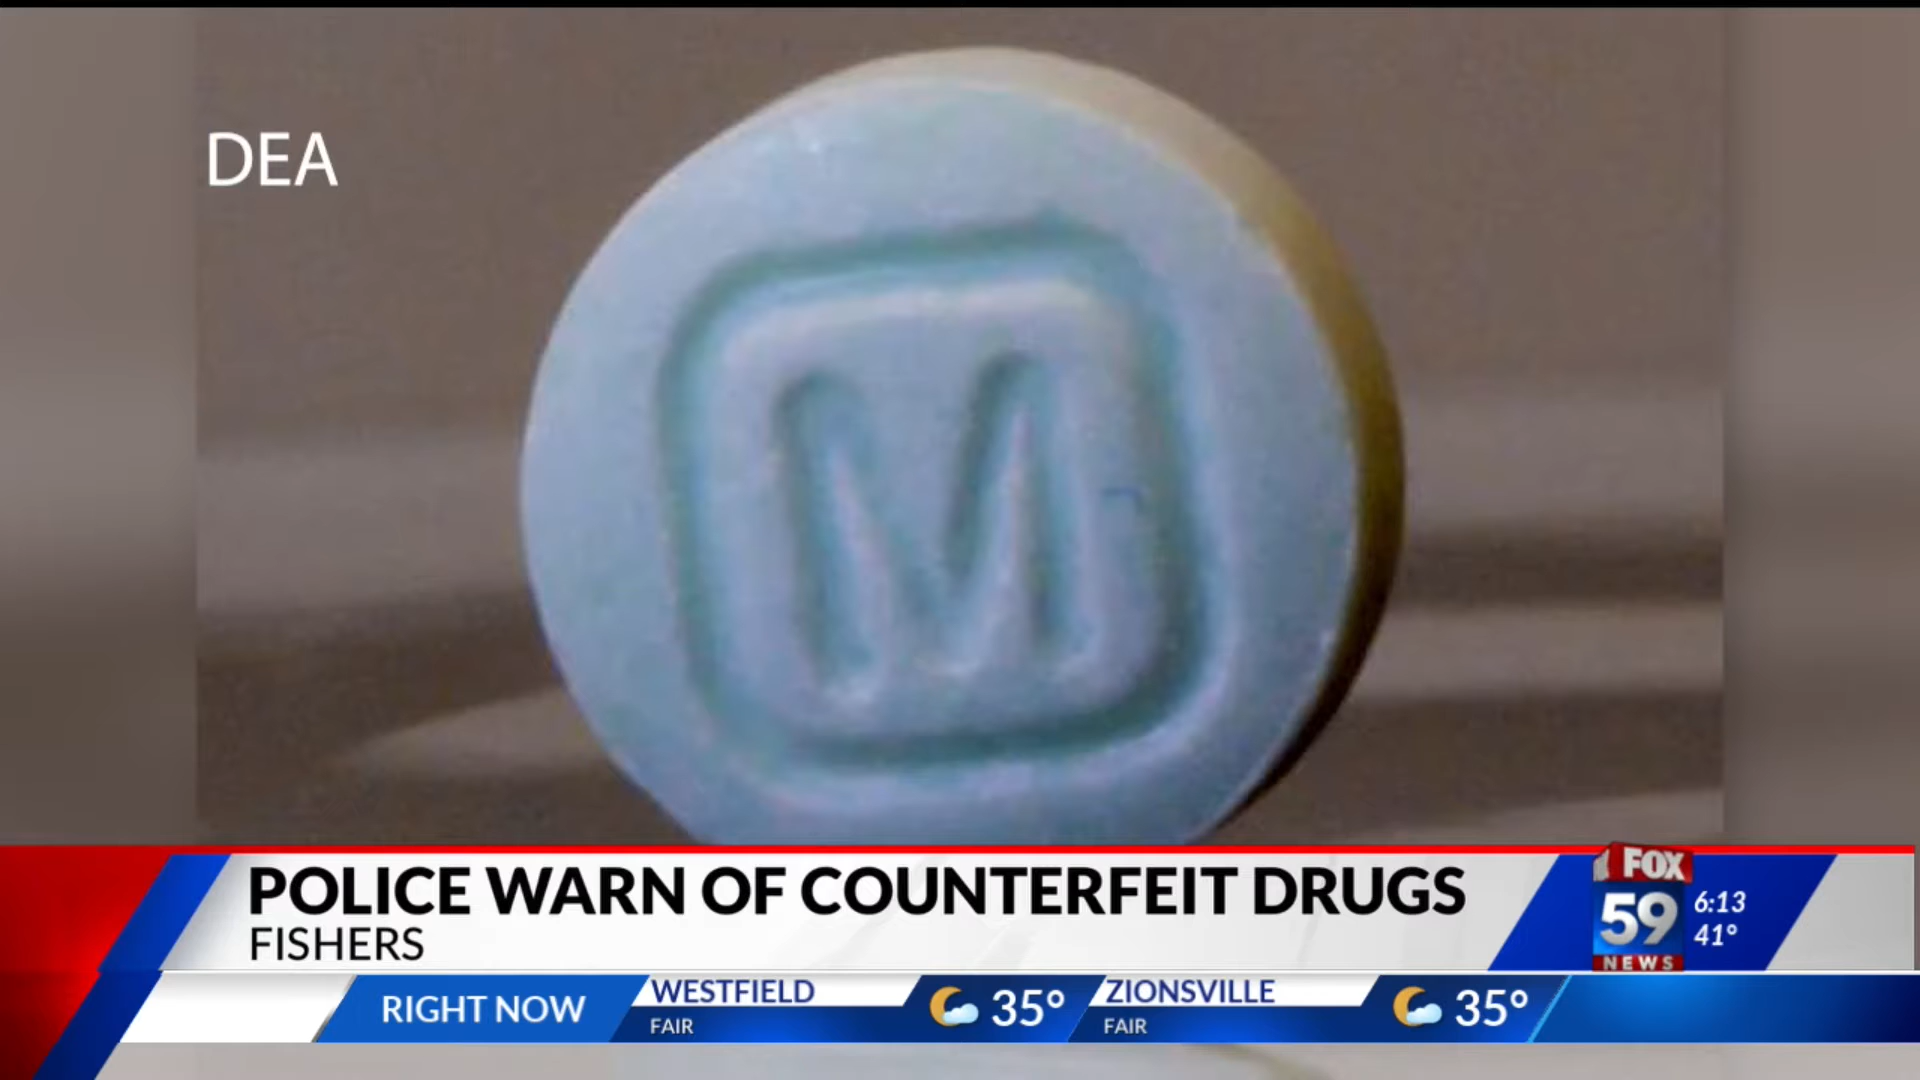 DEA
M
POLICE WARN OF COUNTERFEIT DRUGS
FISHERS
FOX
59
NEWS
6:13
41°
RIGHT NOW
WESTFIELD
FAIR
35°
ZIONSVILLE
FAIR
35°